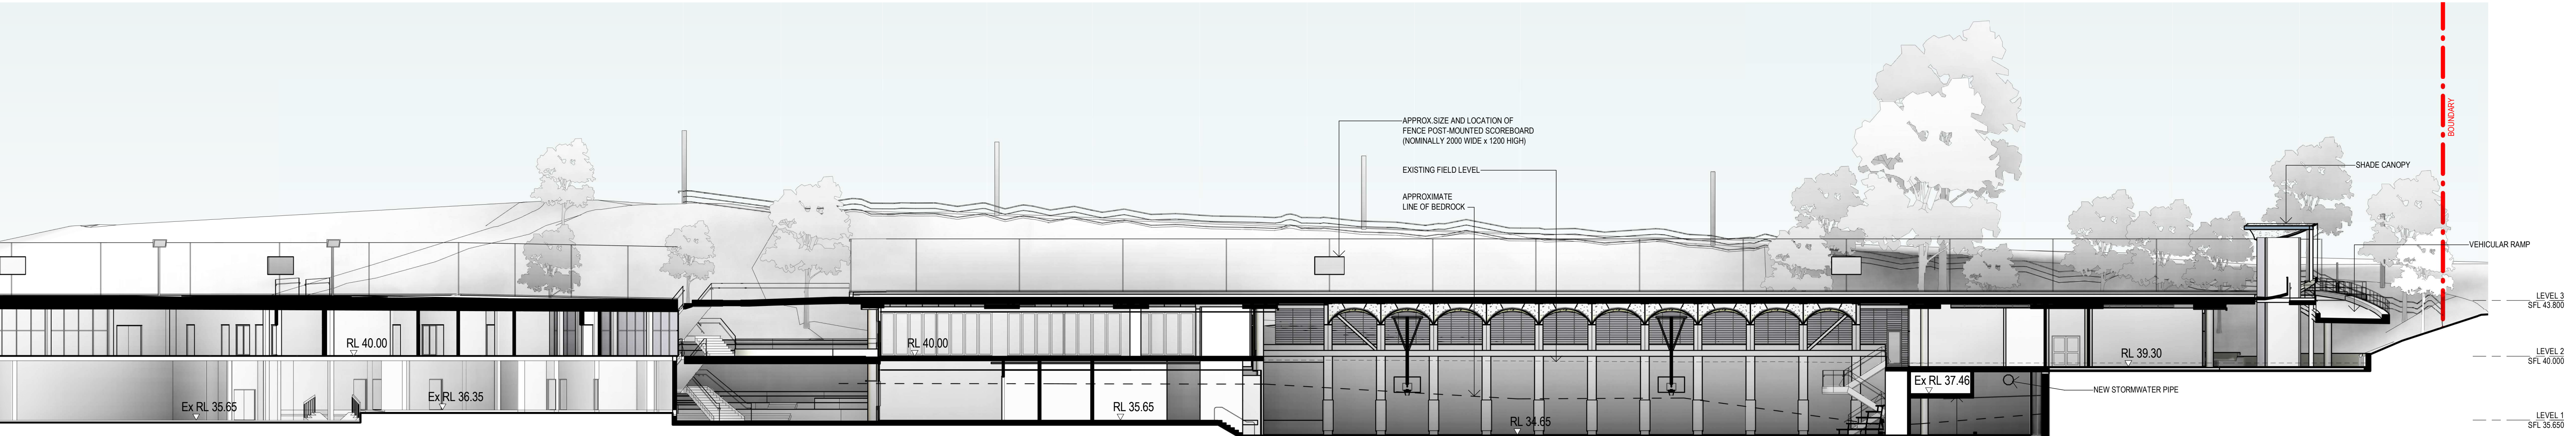 APPROX.SIZE AND LOCATION OF
FENCE POST-MOUNTED SCOREBOARD
(NOMINALLY 2000 WIDE x 1200 HIGH)
EXISTING FIELD LEVEL
APPROXIMATE
LINE OF BEDROCK
BOUNDARY
SHADE CANOPY
VEHICULAR RAMP
LEVEL 3
SFL 43.800
RL 40.00
RL 40.00
RL 39.30
LEVEL 2
SFL 40.000
Ex RL 37.46
NEW STORMWATER PIPE
Ex RL 36.35
Ex RL 35.65
RL 35.65
RL 34.65
LEVEL 1
SFL 35.650